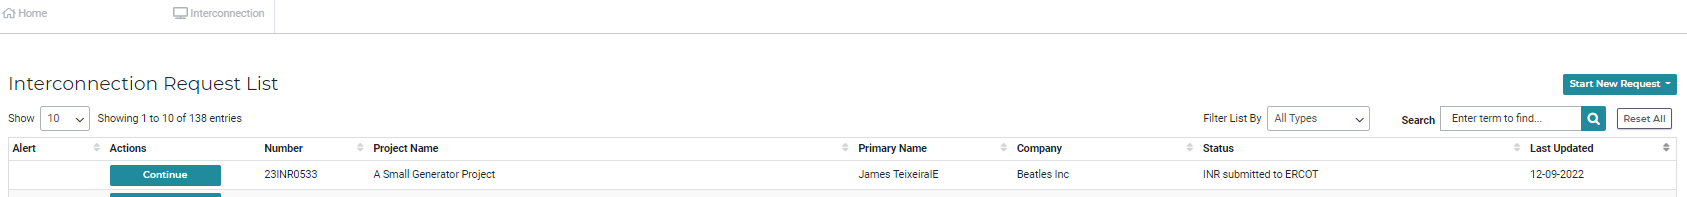 Home Interconnection
Interconnection Request List
Start New Request
Show 10 Showing 1 to 10 of 138 entries Filter List By All Types Search Enter term to find... Reset All
Alert Actions Number Project Name Primary Name Company Status Last Updated
Continue 23INR0533 A Small Generator Project James TeixeiraIE Beatles Inc INR submitted to ERCOT 12-09-2022